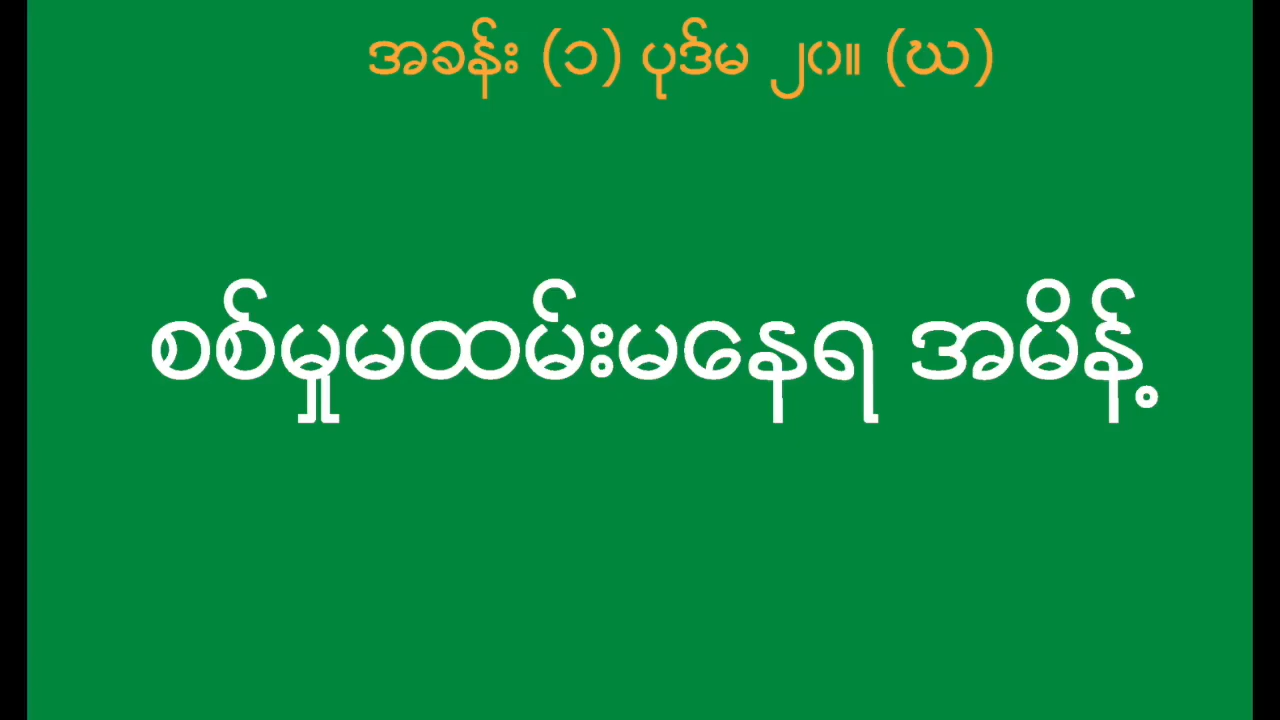 အခန်း (၁) ပုဒ်မ ၂၀။ (ဃ)
စစ်မှုမထမ်းမနေရ အမိန့်